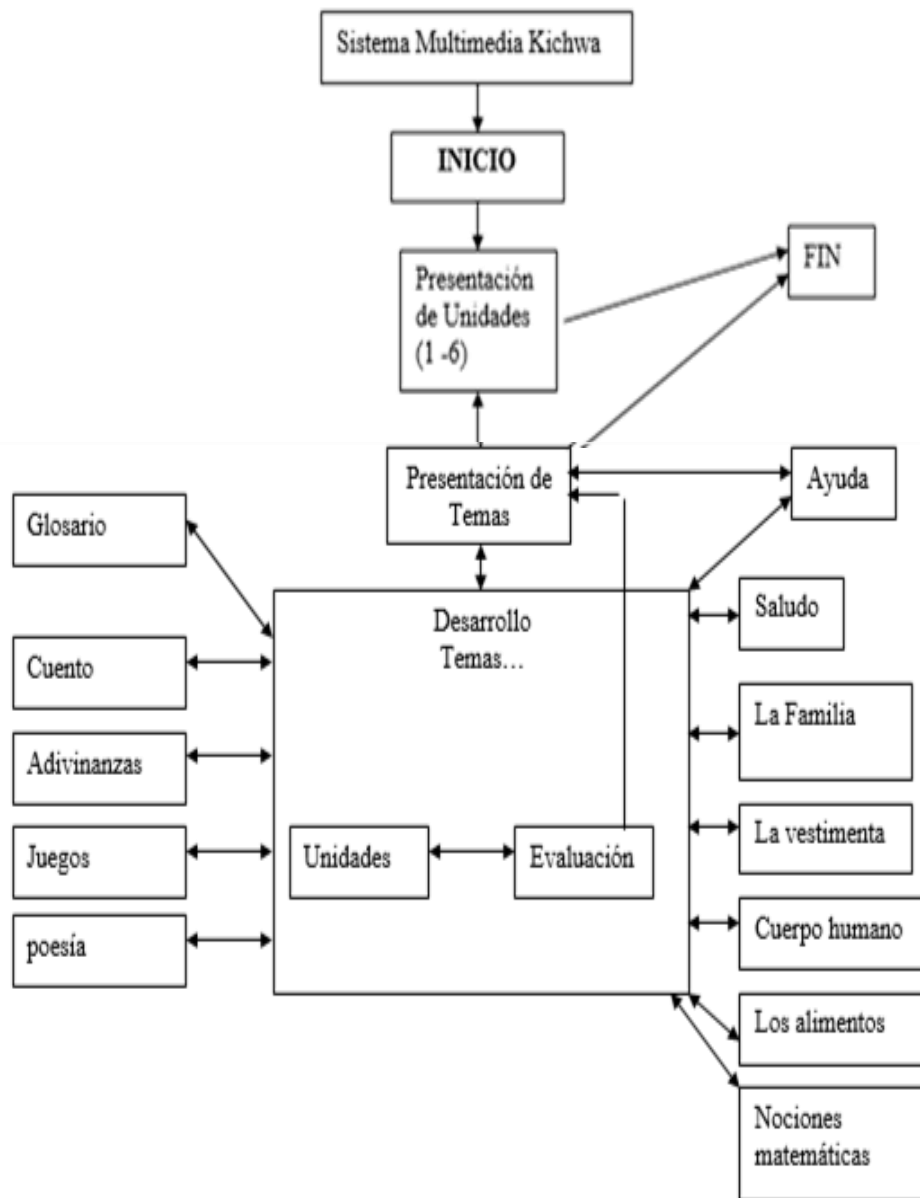 Sistema Multimedia Kichwa
INICIO
Presentación
de Unidades
(1 -6)
FIN
Presentación de
Temas
Ayuda
Glosario
Saludo
Desarrollo
Temas…
Cuento
La Familia
Adivinanzas
La vestimenta
Juegos
Unidades
Evaluación
Cuerpo humano
poesía
Los alimentos
Nociones
matemáticas